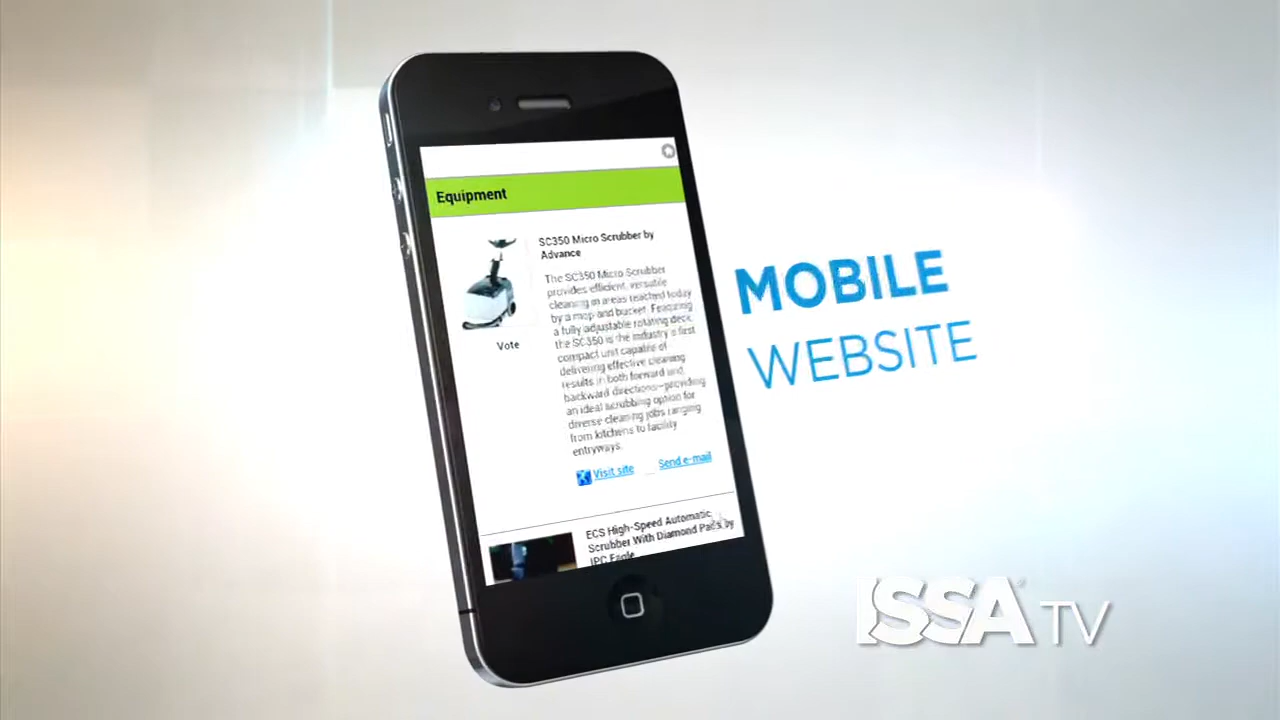 Equipment
SC350 Micro Scrubber by
Advance
The SC350 Micro Scrubber
provides efficient, versatile
cleaning in areas reached today
by a mop and bucket. Featuring
a fully adjustable rotating deck,
the SC350 is the industry's first
compact unit capable of
delivering effective cleaning
results in both forward and
backward directions—providing
an ideal scrubbing option for
diverse cleaning jobs ranging
from kitchens to facility
entryways.
Vote
Visit site
Send e-mail
ECS High-Speed Automatic
Scrubber With Diamond Pads by
IPC Eagle
MOBILE
WEBSITE
ISSA TV